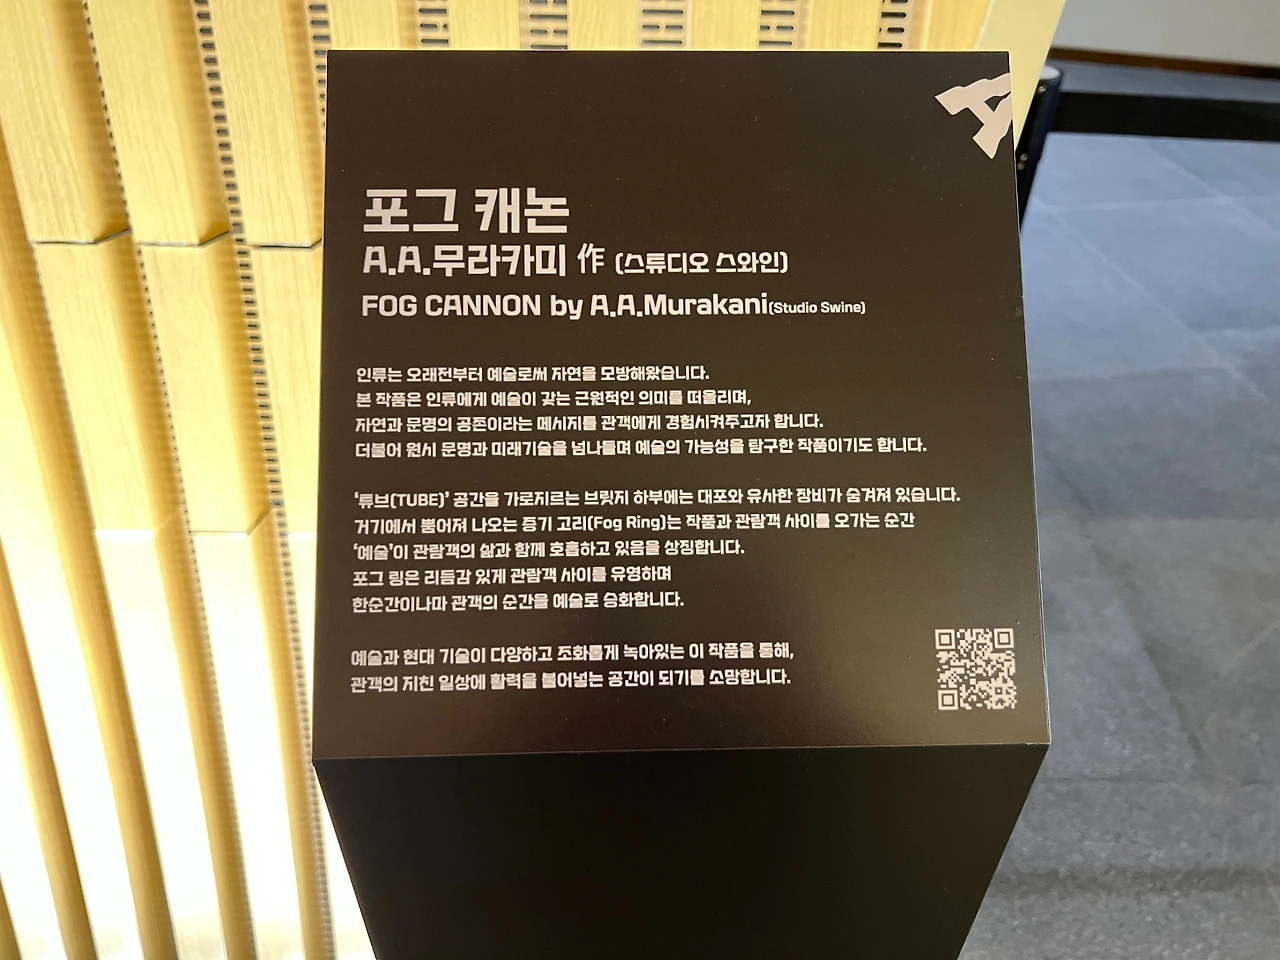 A
포그 캐논
A.A.무라카미 作 (스튜디오 스와인)
FOG CANNON by A.A.Murakani(Studio Swine)
인류는 오래전부터 예술로써 자연을 모방해왔습니다.
본 작품은 인류에게 예술이 갖는 근원적인 의미를 떠올리며,
자연과 문명의 공존이라는 메시지를 관객에게 경험시켜주고자 합니다.
더불어 원시 문명과 미래기술을 넘나들며 예술의 가능성을 탐구한 작품이기도 합니다.
‘튜브(TUBE)’ 공간을 가로지르는 브릿지 하부에는 대포와 유사한 장비가 숨겨져 있습니다.
거기에서 뿜어져 나오는 증기 고리(Fog Ring)는 작품과 관람객 사이를 오가는 순간
‘예술’이 관람객의 삶과 함께 호흡하고 있음을 상징합니다.
포그 링은 리듬감 있게 관람객 사이를 유영하며
한순간이나마 관객의 순간을 예술로 승화합니다.
예술과 현대 기술이 다양하고 조화롭게 녹아있는 이 작품을 통해,
관객의 지친 일상에 활력을 불어넣는 공간이 되기를 소망합니다.